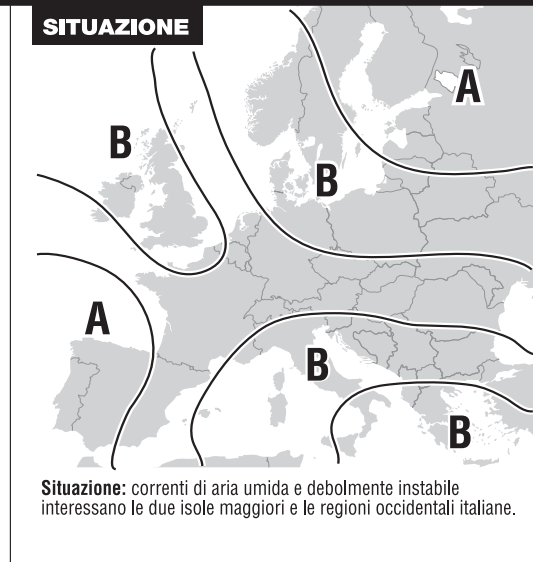 SITUAZIONE
A
B
B
A
B
B
Situazione: correnti di aria umida e debolmente instabile
interessano le due isole maggiori e le regioni occidentali italiane.